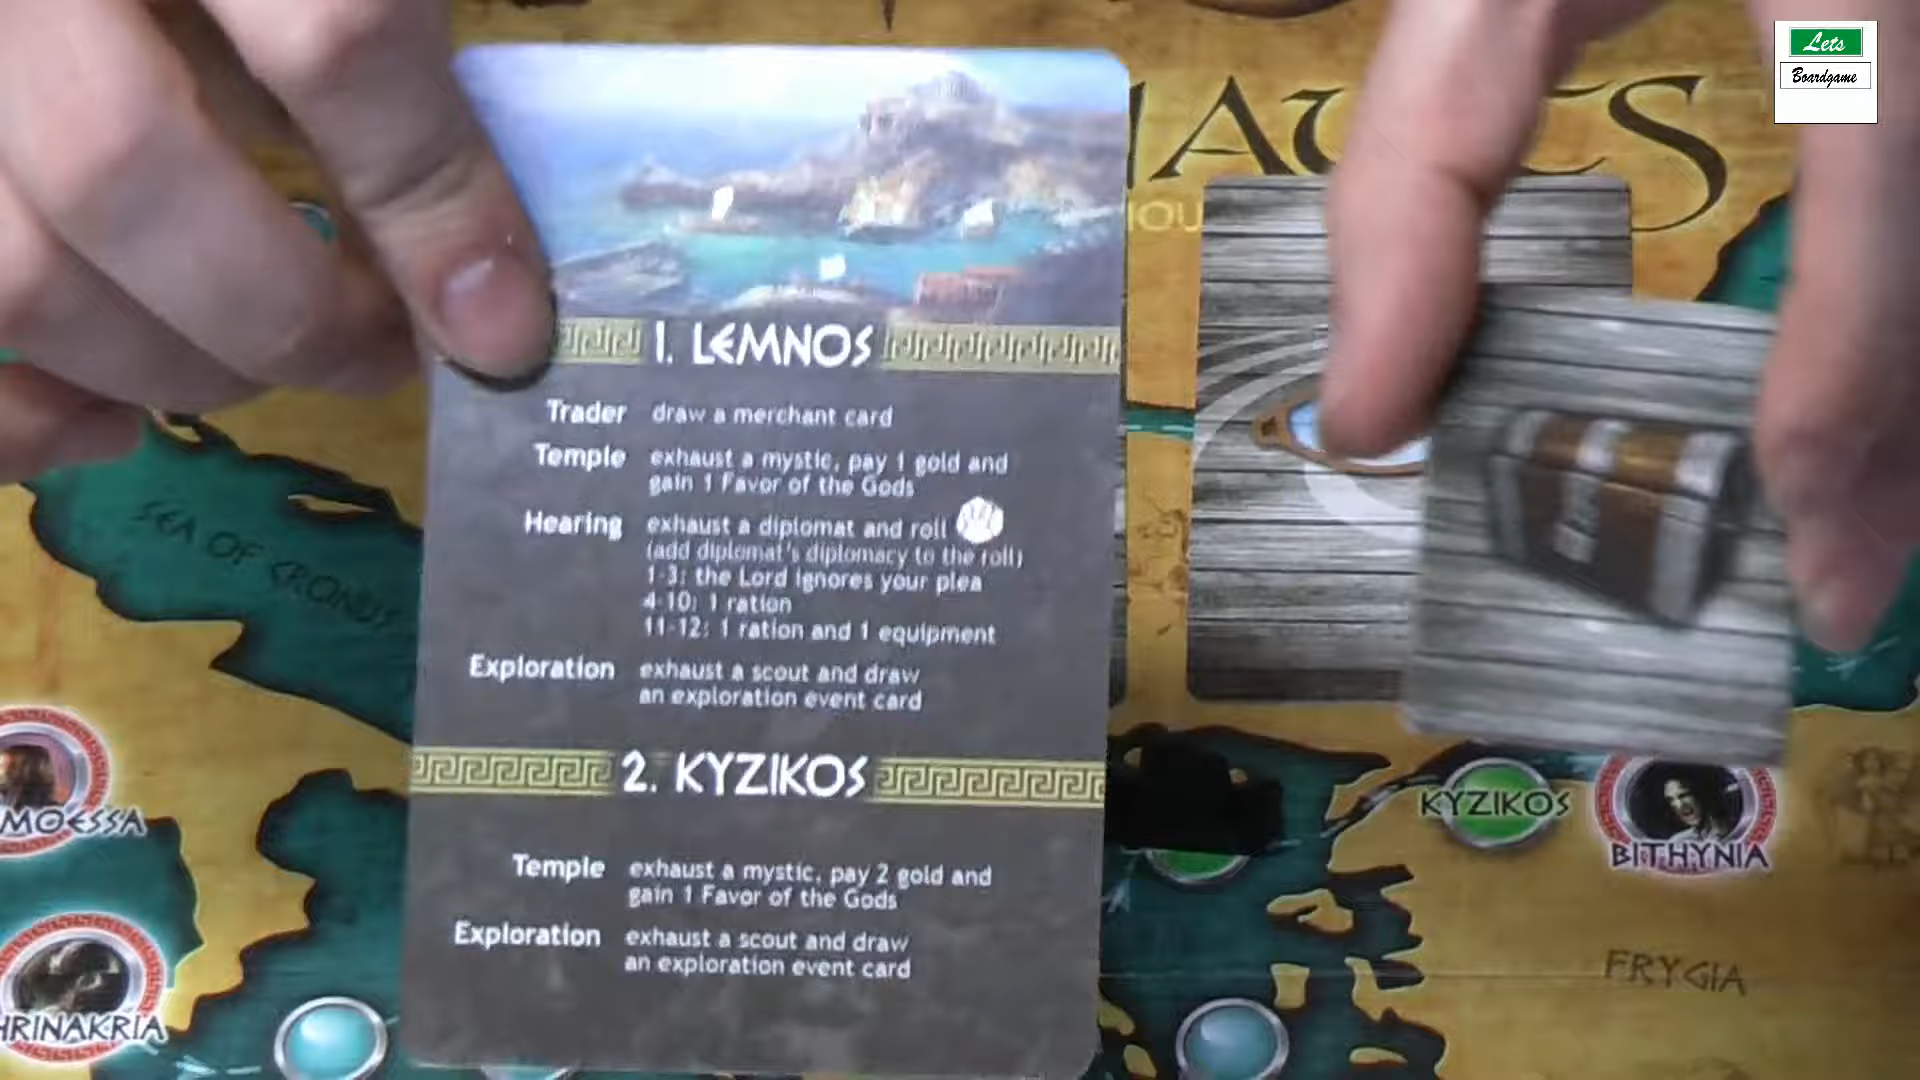 Lets
Boardgame
1. LEMNOS
Trader draw a merchant card
Temple exhaust a mystic, pay 1 gold and
gain 1 Favor of the Gods
Hearing exhaust a diplomat and roll
(add diplomat's diplomacy to the roll)
1-3: the Lord ignores your plea
4-10: 1 ration
11-12: 1 ration and 1 equipment
Exploration exhaust a scout and draw
an exploration event card
2. KYZIKOS
Temple exhaust a mystic, pay 2 gold and
gain 1 Favor of the Gods
Exploration exhaust a scout and draw
an exploration event card
SEA OF CRONUS
KYZIKOS
BITHYNIA
FRYGIA
MOESSA
HRINAKRIA